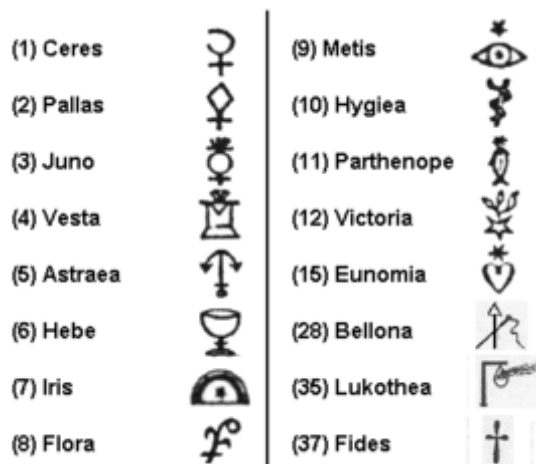 (1) Ceres
(2) Pallas
(3) Juno
(4) Vesta
(5) Astraea
(6) Hebe
(7) Iris
(8) Flora
(9) Metis
(10) Hygiea
(11) Parthenope
(12) Victoria
(15) Eunomia
(28) Bellona
(35) Lukothea
(37) Fides